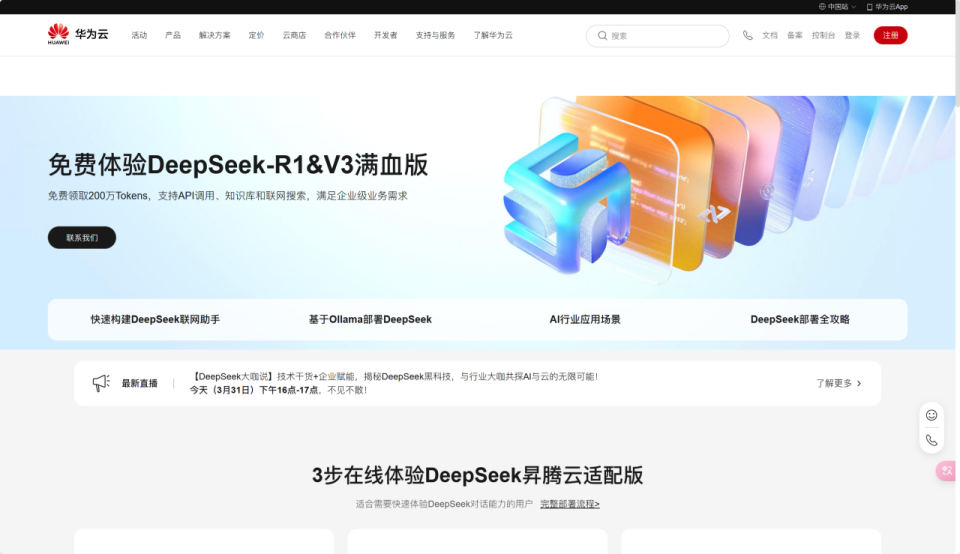 中国站
华为云App
HUAWEI
华为云
活动
产品
解决方案
定价
云商店
合作伙伴
开发者
支持与服务
了解华为云
搜索
文档
备案
控制台
登录
注册
免费体验DeepSeek-R1&V3满血版
免费领取200万Tokens，支持API调用、知识库和联网搜索，满足企业级业务需求
联系我们
快速构建DeepSeek联网助手
基于Ollama部署DeepSeek
AI行业应用场景
DeepSeek部署全攻略
最新直播
【DeepSeek大咖说】技术干货+企业赋能，揭秘DeepSeek黑科技，与行业大咖共探AI与云的无限可能！
今天（3月31日）下午16点-17点，不见不散！
了解更多
3步在线体验DeepSeek昇腾云适配版
适合需要快速体验DeepSeek对话能力的用户 完整部署流程>